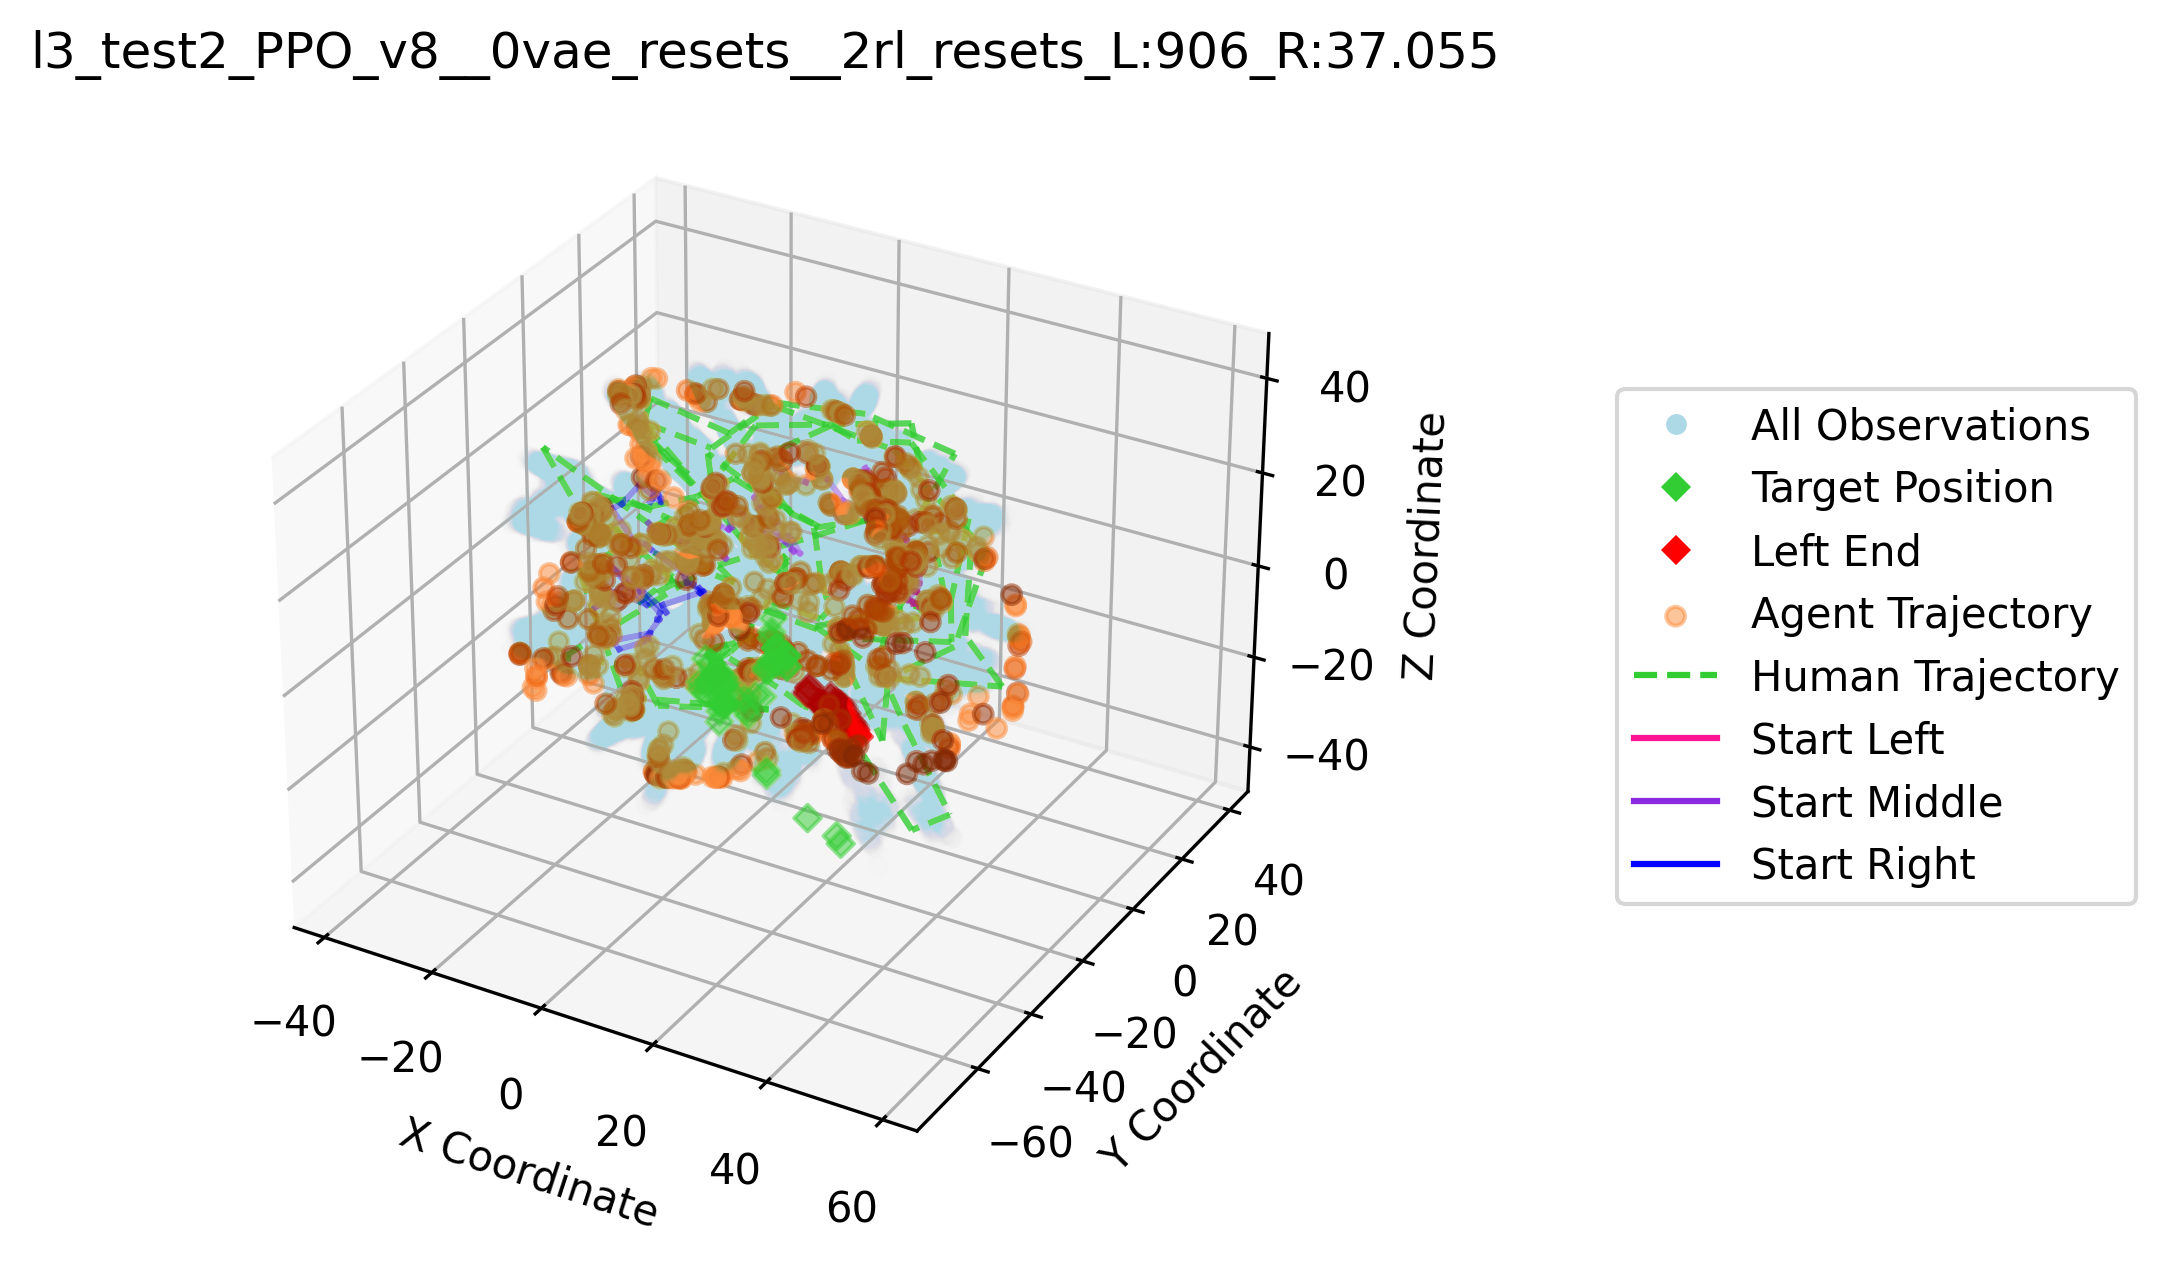 l3_test2_PPO_v8__0vae_resets__2rl_resets_L:906_R:37.055
40
20
0
−20
−40
Z Coordinate
40
20
0
−20
−40
−60
Y Coordinate
−40
−20
0
20
40
60
X Coordinate
All Observations
Target Position
Left End
Agent Trajectory
Human Trajectory
Start Left
Start Middle
Start Right